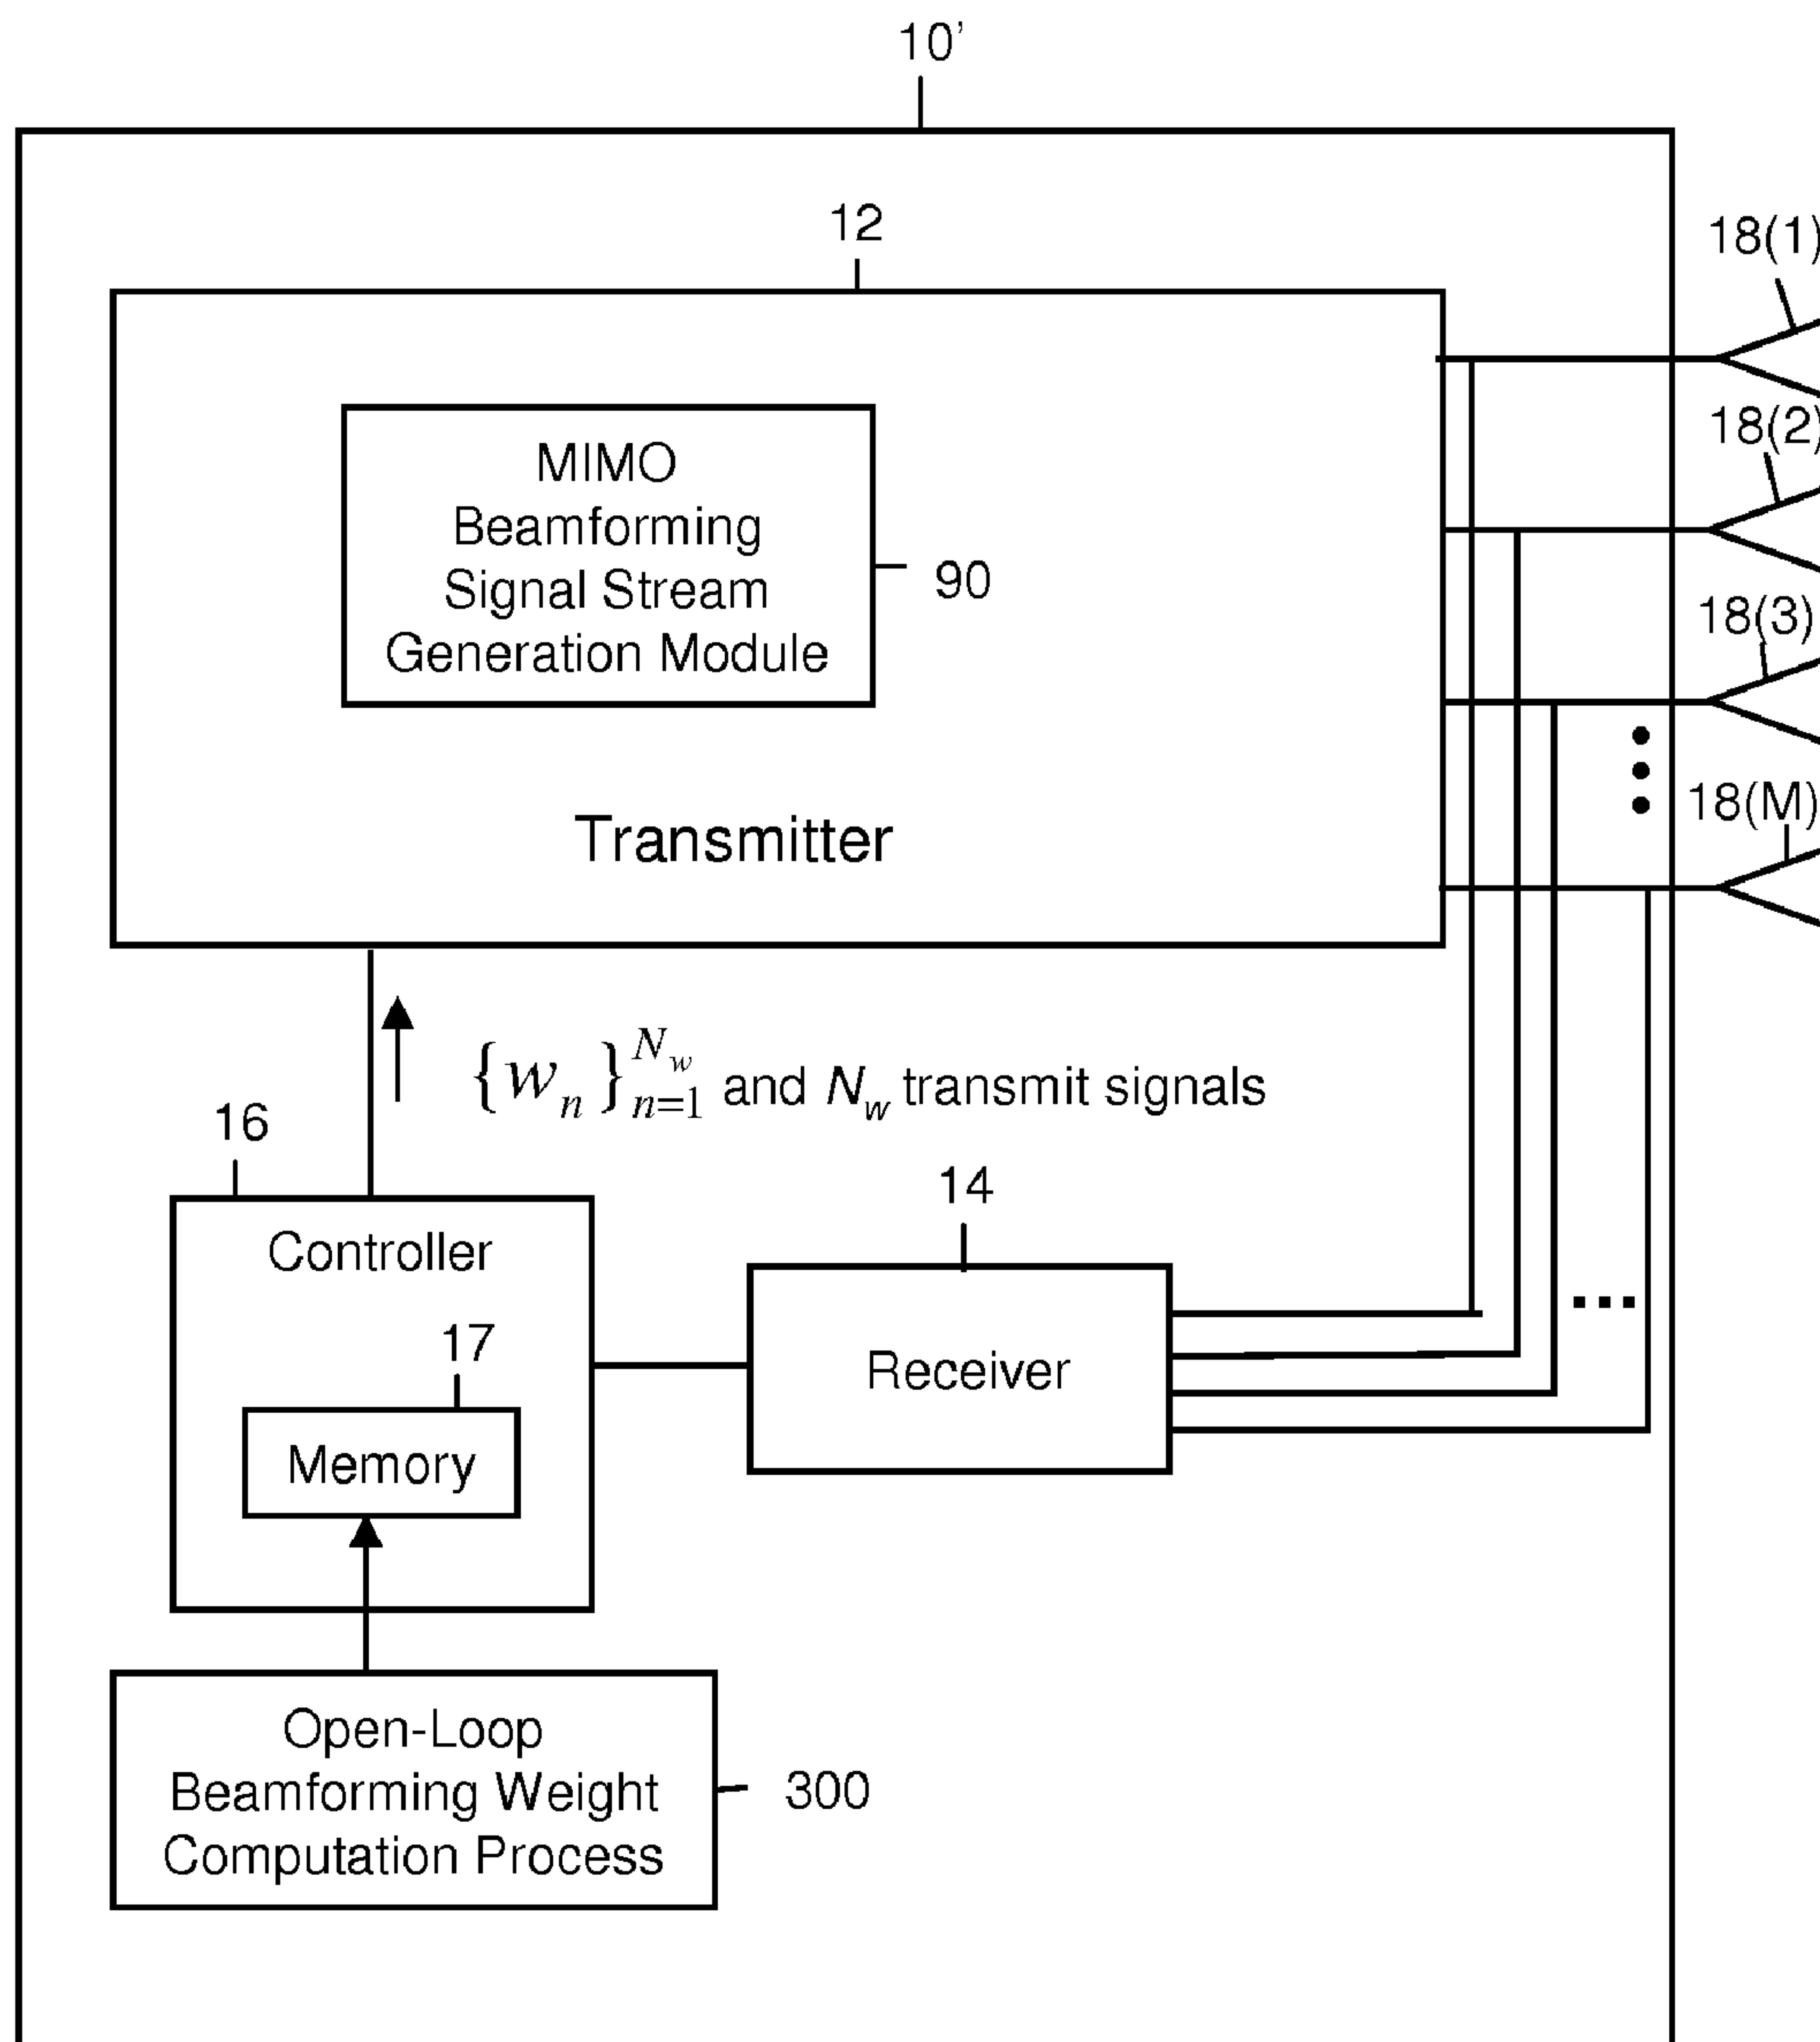 10’
12
18(1)
MIMO
Beamforming
Signal Stream
Generation Module
90
18(2)
18(3)
18(M)
Transmitter
{w_n}_{n=1}^{N_w} and N_w transmit signals
16
Controller
14
17
Receiver
Memory
Open-Loop
Beamforming Weight
Computation Process
300